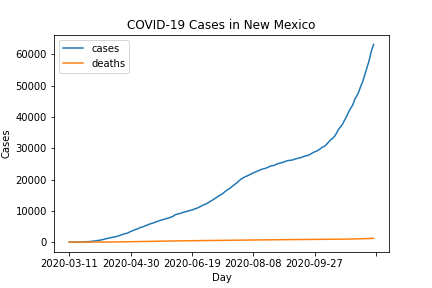 COVID-19 Cases in New Mexico
cases
deaths
60000
50000
40000
30000
20000
10000
0
Cases
2020-03-11 2020-04-30 2020-06-19 2020-08-08 2020-09-27
Day